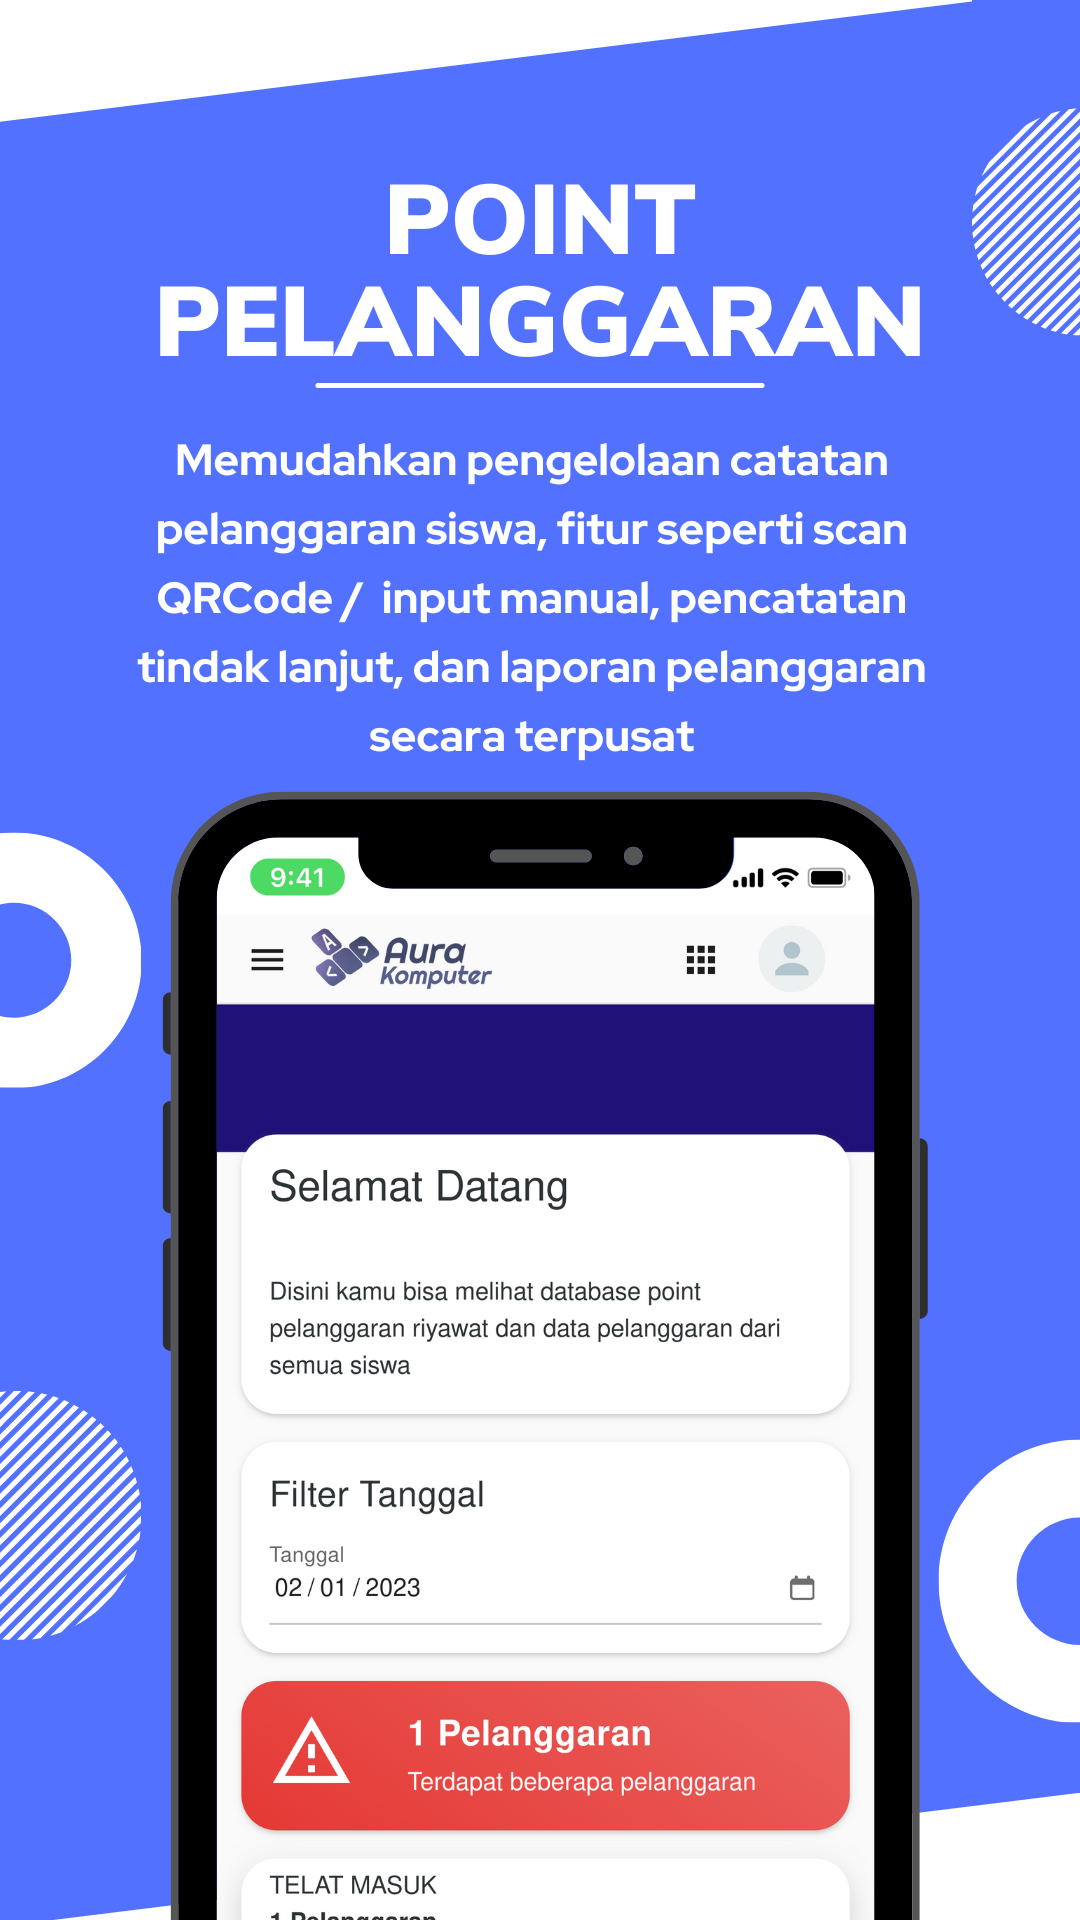 POINT
PELANGGARAN
Memudahkan pengelolaan catatan
pelanggaran siswa, fitur seperti scan
QRCode /  input manual, pencatatan
tindak lanjut, dan laporan pelanggaran
secara terpusat
9:41
A
Aura
Komputer
Selamat Datang
Disini kamu bisa melihat database point
pelanggaran riyawat dan data pelanggaran dari
semua siswa
Filter Tanggal
Tanggal
02 / 01 / 2023
1 Pelanggaran
Terdapat beberapa pelanggaran
TELAT MASUK
1 Pelanggaran